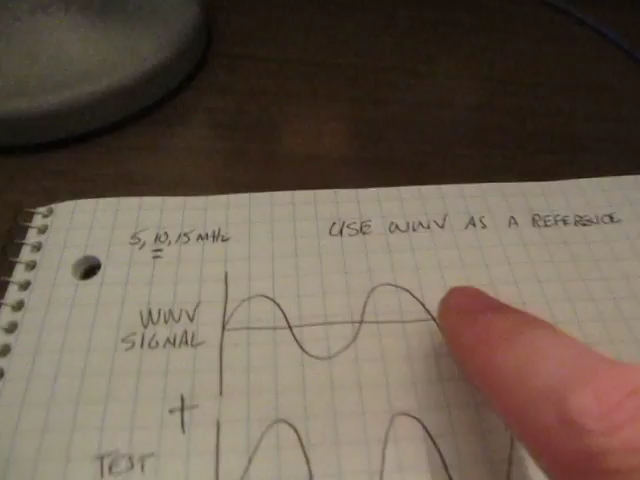 5, 10, 15 MHz
USE WWV AS A REFERENCE
WWV
SIGNAL
+
TEST